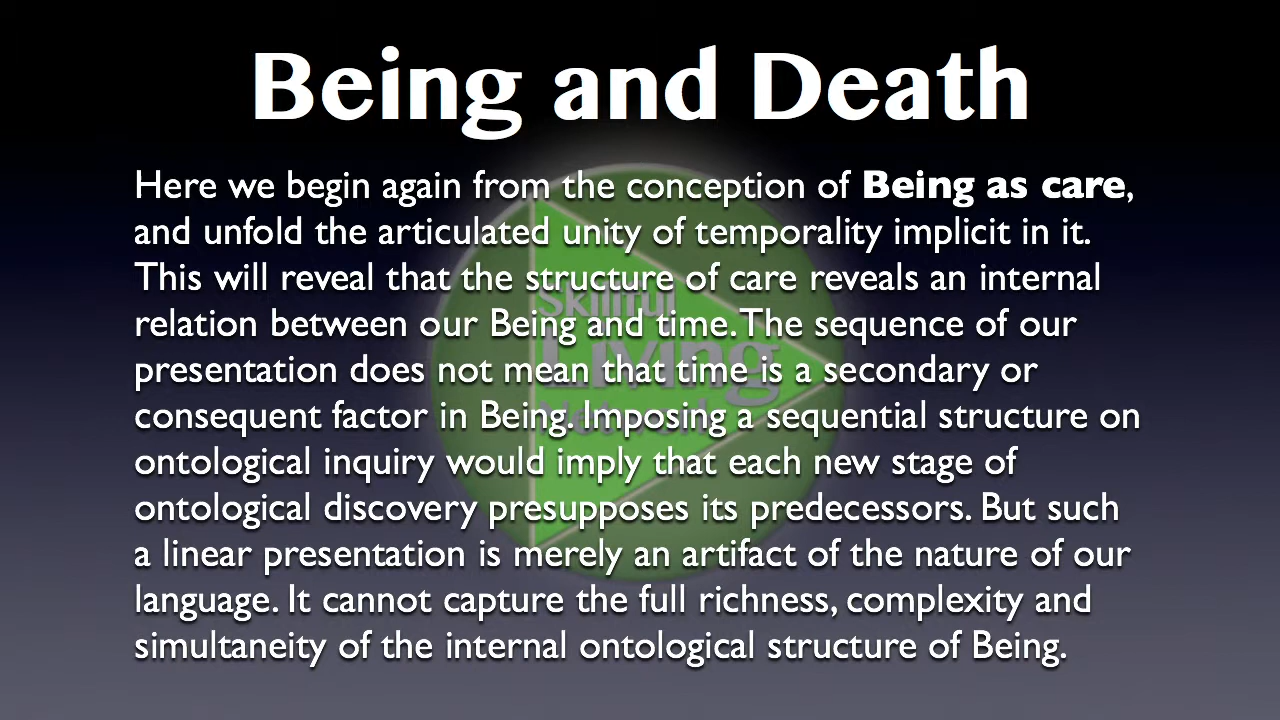 Being and Death
Here we begin again from the conception of Being as care,
and unfold the articulated unity of temporality implicit in it.
This will reveal that the structure of care reveals an internal
relation between our Being and time. The sequence of our
presentation does not mean that time is a secondary or
consequent factor in Being. Imposing a sequential structure on
ontological inquiry would imply that each new stage of
ontological discovery presupposes its predecessors. But such
a linear presentation is merely an artifact of the nature of our
language. It cannot capture the full richness, complexity and
simultaneity of the internal ontological structure of Being.
Skillful
Living
Network